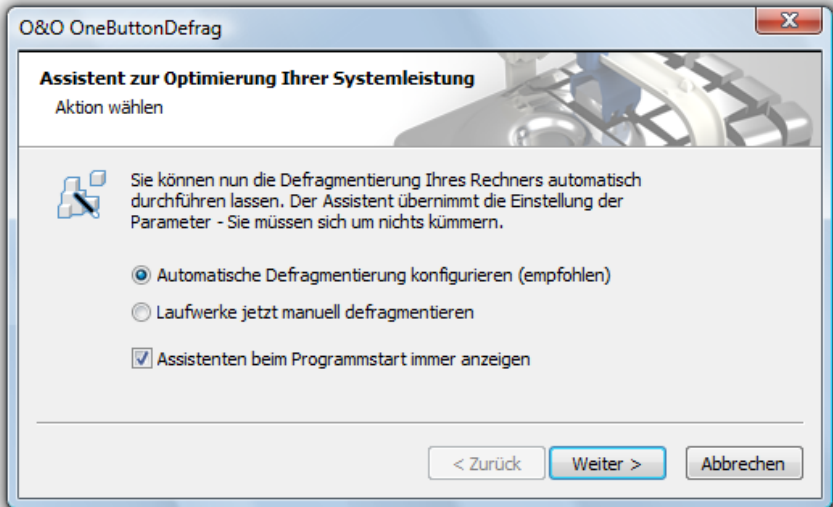 O&O OneButtonDefrag
Assistent zur Optimierung Ihrer Systemleistung
Aktion wählen
Sie können nun die Defragmentierung Ihres Rechners automatisch
durchführen lassen. Der Assistent übernimmt die Einstellung der
Parameter - Sie müssen sich um nichts kümmern.
Automatische Defragmentierung konfigurieren (empfohlen)
Laufwerke jetzt manuell defragmentieren
Assistenten beim Programmstart immer anzeigen
< Zurück Weiter > Abbrechen